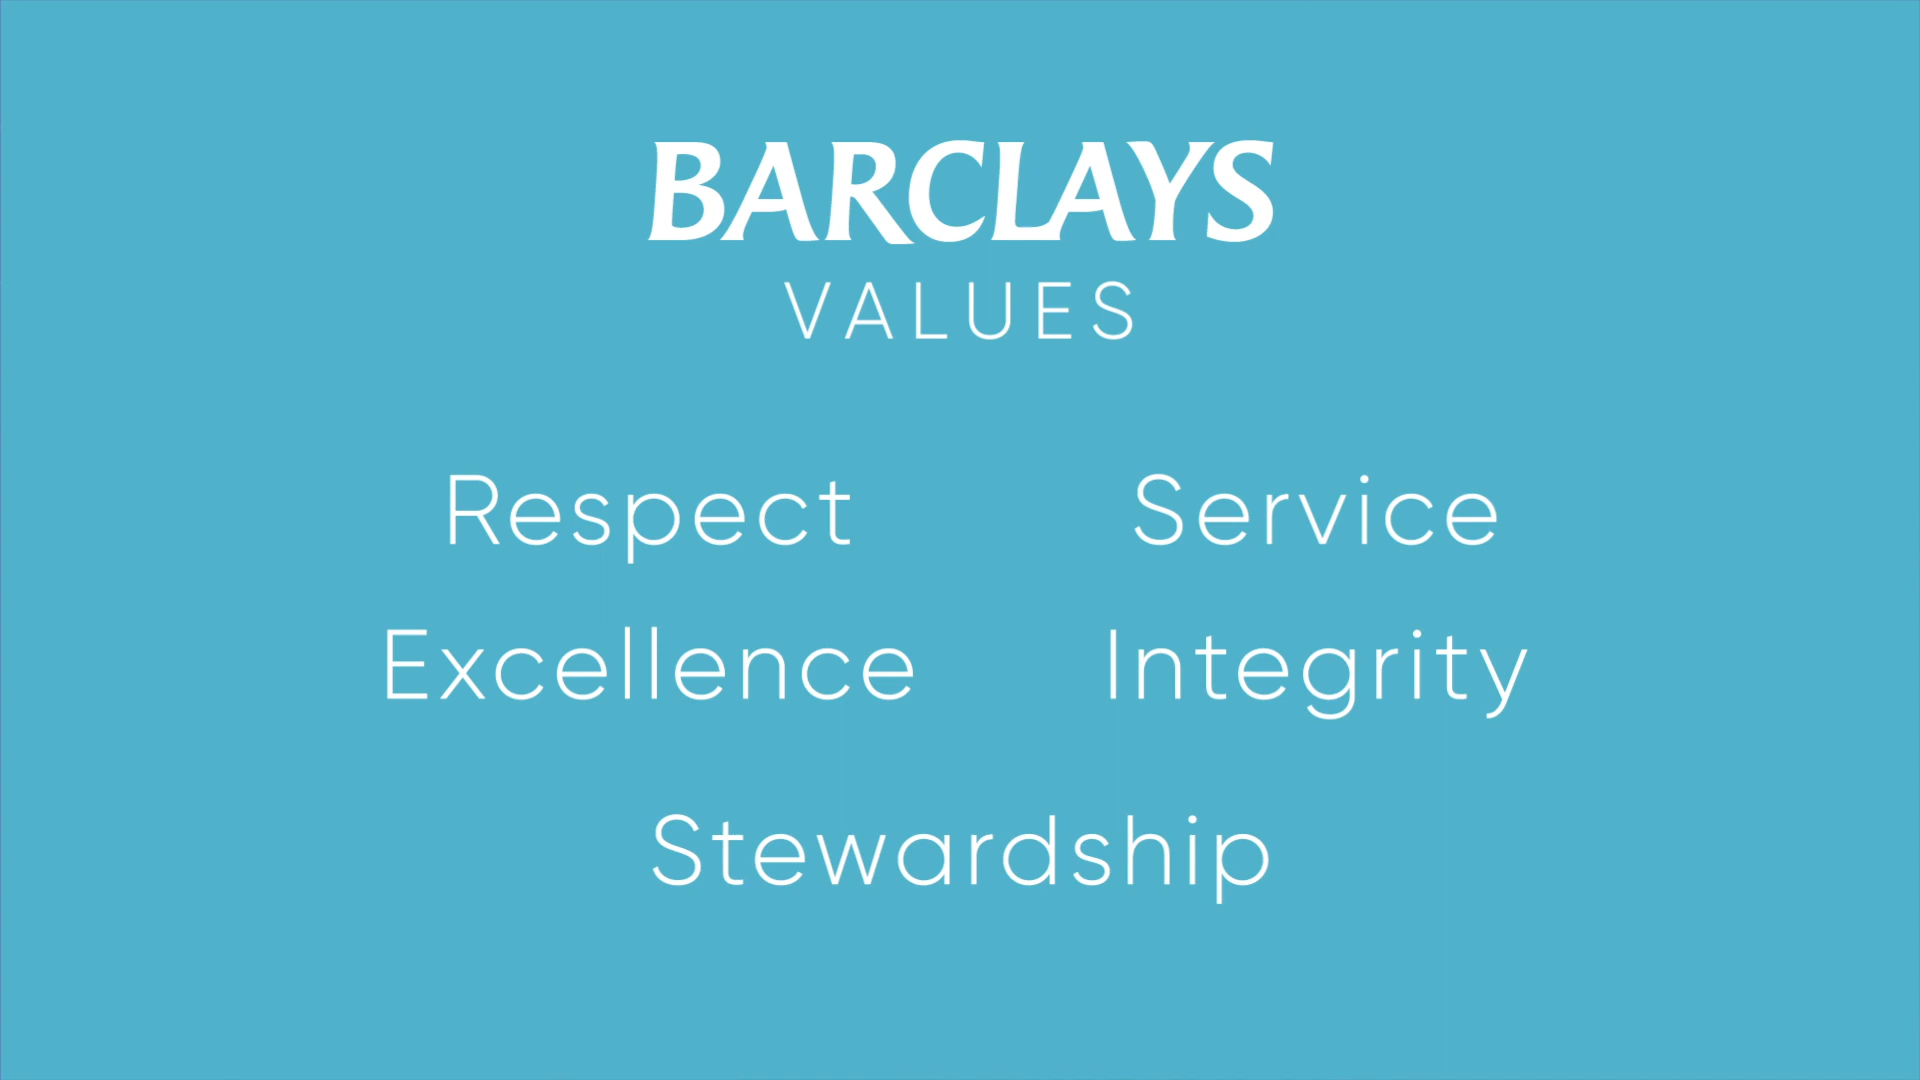 BARCLAYS
VALUES
Respect Service
Excellence Integrity
Stewardship